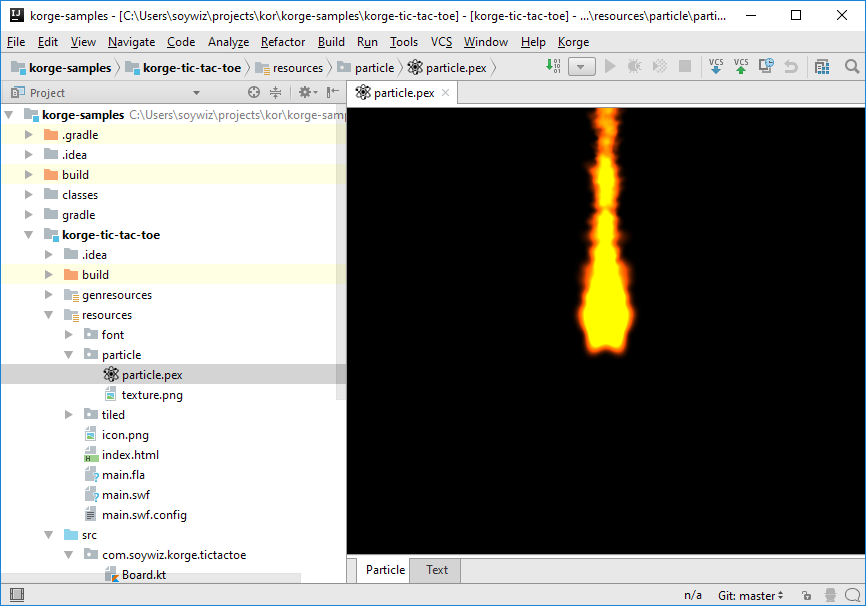 korge-samples - [C:\Users\soywiz\projects\kor\korge-samples\korge-tic-tac-toe] - [korge-tic-tac-toe] - ...\resources\particle\parti...
File Edit View Navigate Code Analyze Refactor Build Run Tools VCS Window Help Korge
korge-samples korge-tic-tac-toe resources particle particle.pex VCS VCS
Project particle.pex
korge-samples C:\Users\soywiz\projects\kor\korge-samp
.gradle
.idea
build
classes
gradle
korge-tic-tac-toe
.idea
build
genresources
resources
font
particle
particle.pex
texture.png
tiled
icon.png
index.html
main.fla
main.swf
main.swf.config
src
com.soywiz.korge.tictactoe
Board.kt
Particle Text
n/a Git: master